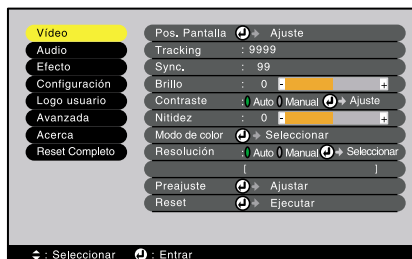 Vídeo
Audio
Efecto
Configuración
Logo usuario
Avanzada
Acerca
Reset Completo
Pos. Pantalla Ajuste
Tracking : 9999
Sync. : 99
Brillo : 0 - +
Contraste : Auto Manual Ajuste
Nitidez : 0 - +
Modo de color Seleccionar
Resolución : Auto Manual Seleccionar
[ ]
Preajuste Ajustar
Reset Ejecutar
: Seleccionar : Entrar